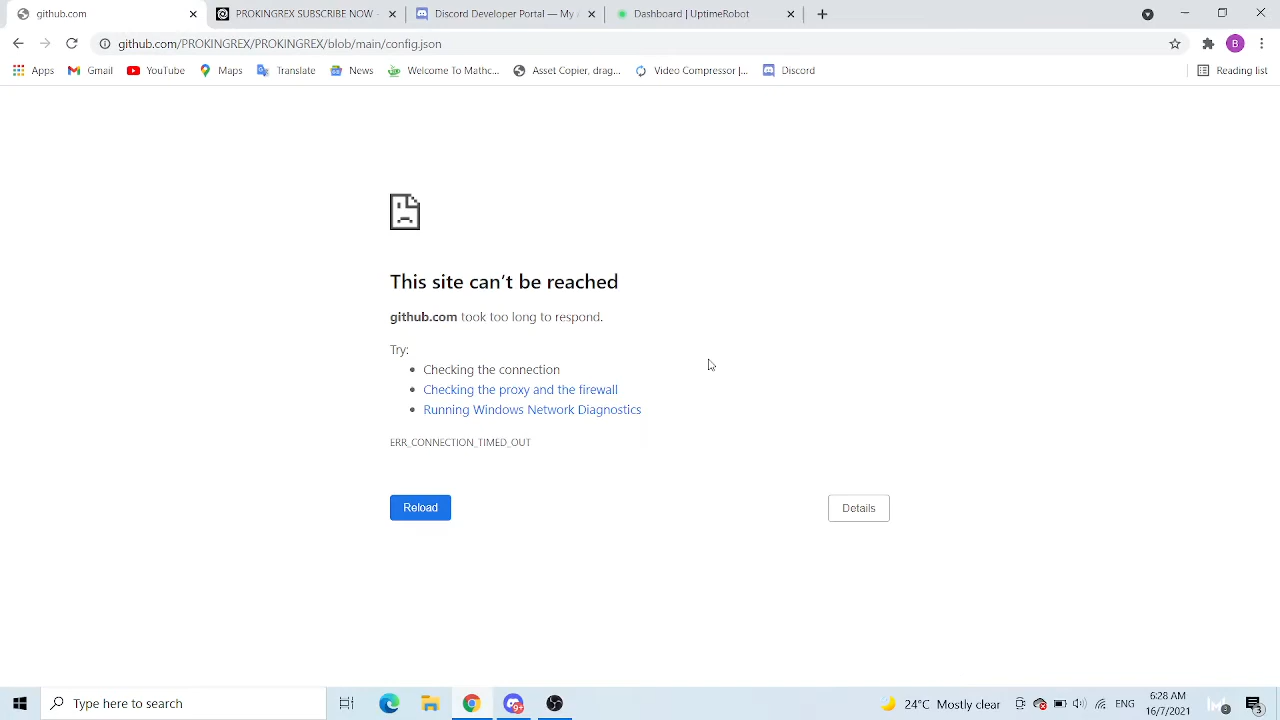 github.com
PROKINGREX SUBSCRIBE NOW -
Discord Developer Portal — My
Dashboard | UptimeRobot
github.com/PROKINGREX/PROKINGREX/blob/main/config.json
B
Apps
Gmail
YouTube
Maps
Translate
News
Welcome To Mathc...
Asset Copier, drag...
Video Compressor |...
Discord
Reading list
This site can't be reached
github.com took too long to respond.
Try:
Checking the connection
Checking the proxy and the firewall
Running Windows Network Diagnostics
ERR_CONNECTION_TIMED_OUT
Reload
Details
Type here to search
9+
24°C Mostly clear
ENG
6:28 AM
16/7/2021
3